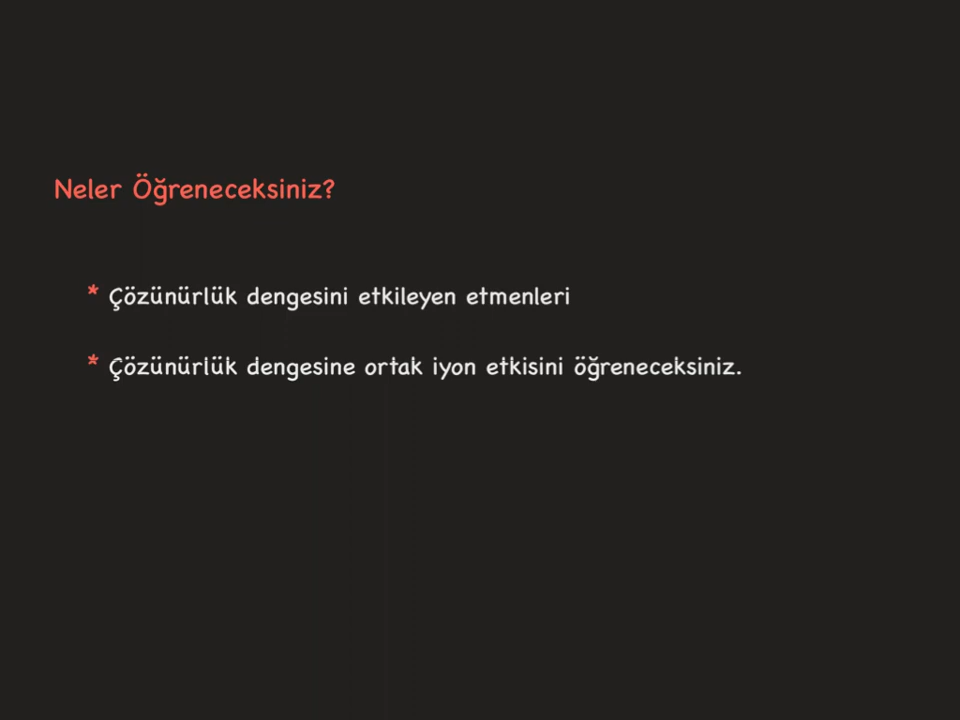 Neler Öğreneceksiniz?
* Çözünürlük dengesini etkileyen etmenleri
* Çözünürlük dengesine ortak iyon etkisini öğreneceksiniz.